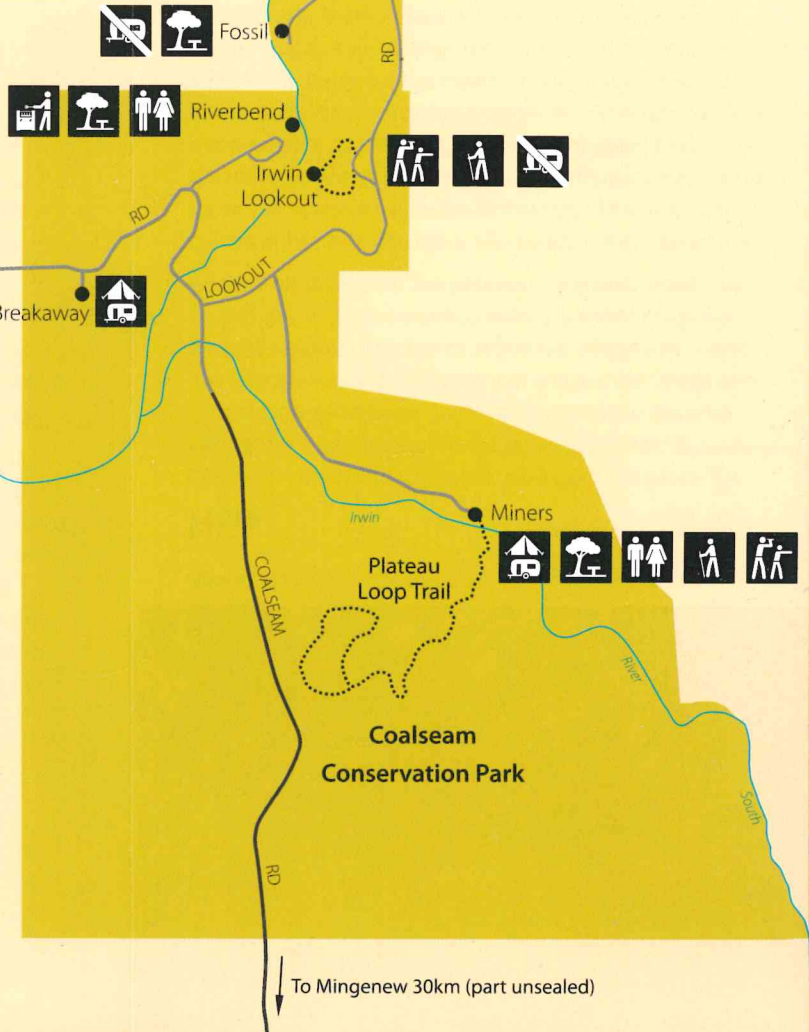 Fossil
RD
Riverbend
Irwin
Lookout
RD
LOOKOUT
Breakaway
Irwin
Miners
Plateau
Loop Trail
COALSEAM
River
Coalseam
Conservation Park
South
RD
To Mingenew 30km (part unsealed)